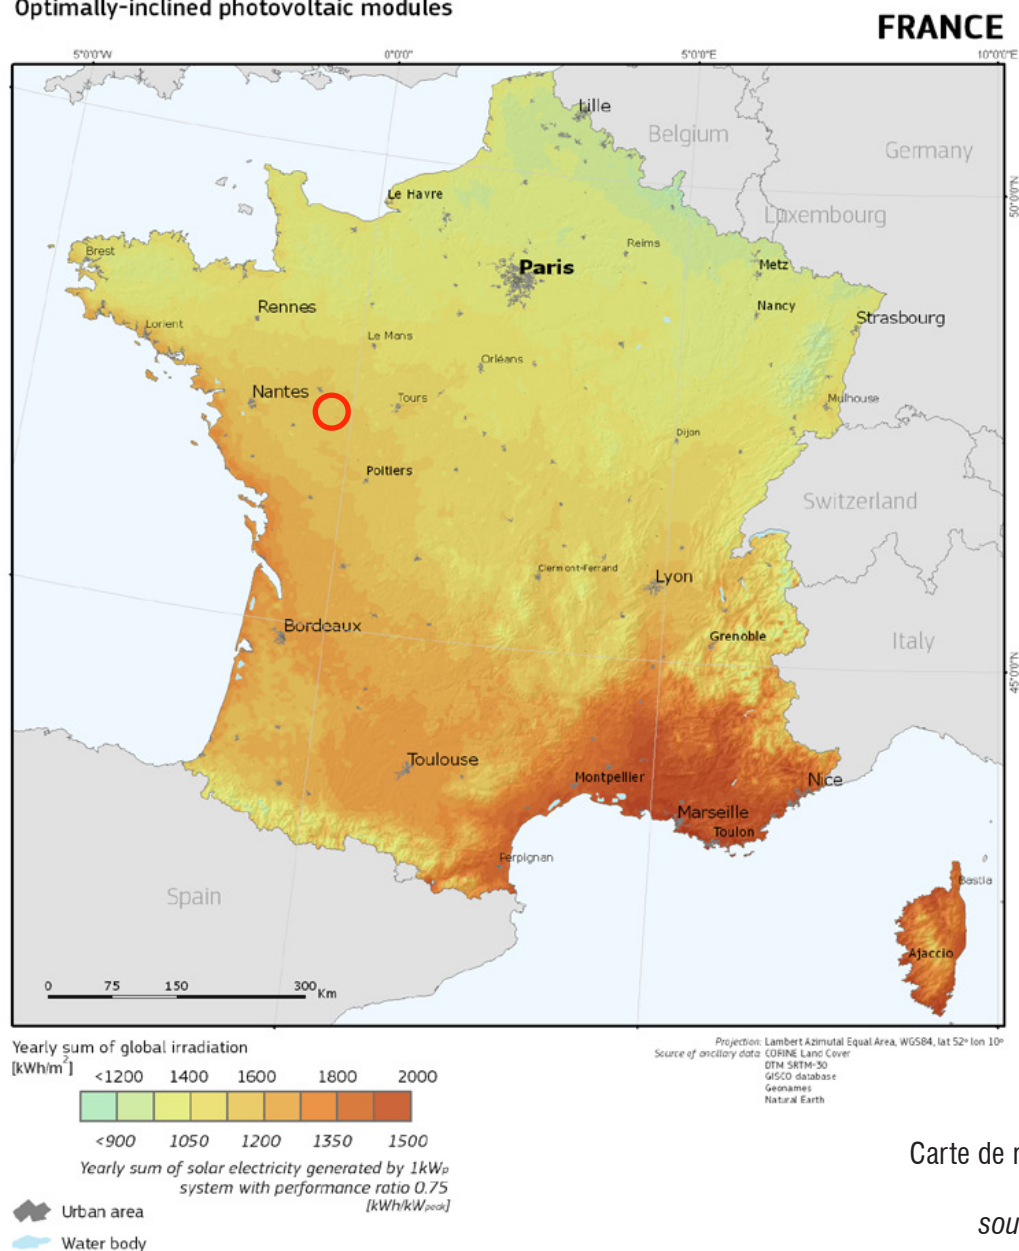 Optimally-inclined photovoltaic modules
FRANCE
5°0'0"W
0°0'0"
5°0'0"E
10°0'0"E
Lille
Belgium
Germany
50°0'0"N
Le Havre
Luxembourg
Reims
Brest
Paris
Metz
Rennes
Nancy
Strasbourg
Lorient
Le Mans
Orléans
Nantes
Tours
Mulhouse
Dijon
Poitiers
Switzerland
Clermont-Ferrand
Lyon
Bordeaux
Grenoble
Italy
45°0'0"N
Toulouse
Montpellier
Nice
Marseille
Toulon
Perpignan
Spain
Bastia
Ajaccio
0 75 150 300 Km
Yearly sum of global irradiation
[kWh/m²]
<1200 1400 1600 1800 2000
<900 1050 1200 1350 1500
Yearly sum of solar electricity generated by 1kWp
system with performance ratio 0.75
[kWh/kWpeak]
Urban area
Water body
Projection: Lambert Azimutal Equal Area, WGS84, lat 52º lon 10º
Source of ancillary data: CORINE Land Cover
DTM SRTM-30
GISCO database
Geonames
Natural Earth
Carte de
sou